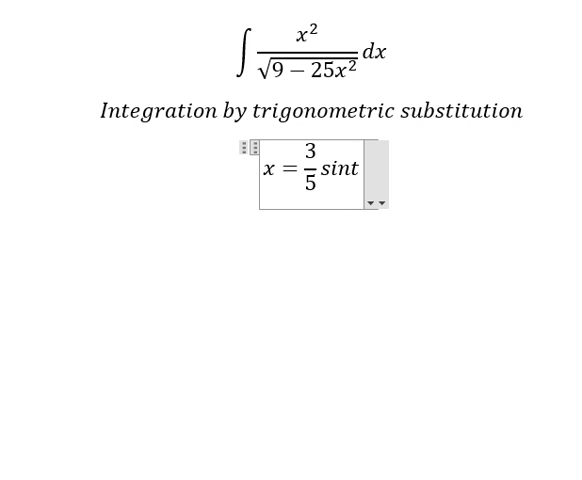 ∫ x² / √(9 − 25x²) dx
Integration by trigonometric substitution
x = 3/5 sint